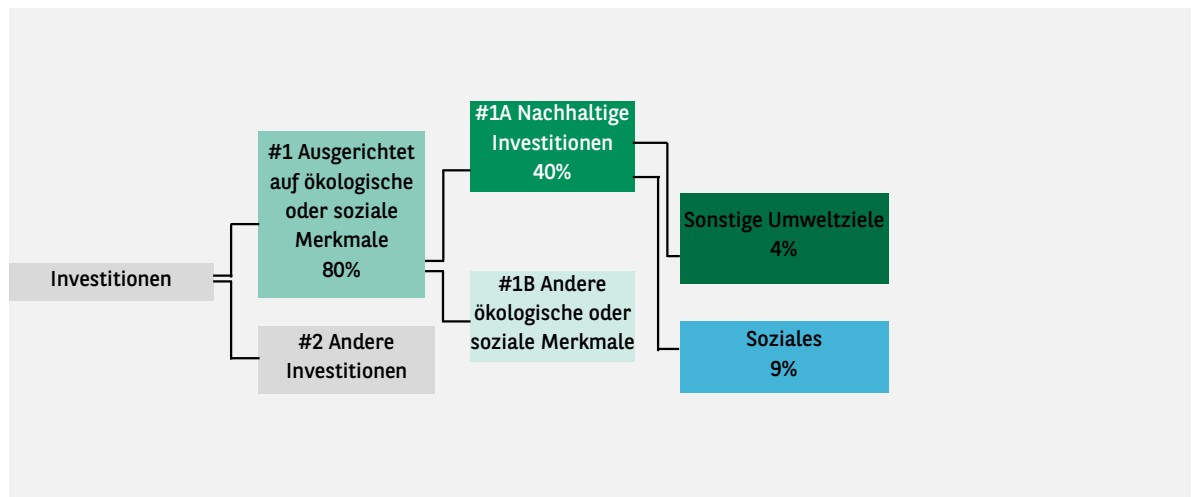 Investitionen
#1 Ausgerichtet
auf ökologische
oder soziale
Merkmale
80%
#2 Andere
Investitionen
#1A Nachhaltige
Investitionen
40%
#1B Andere
ökologische oder
soziale Merkmale
Sonstige Umweltziele
4%
Soziales
9%